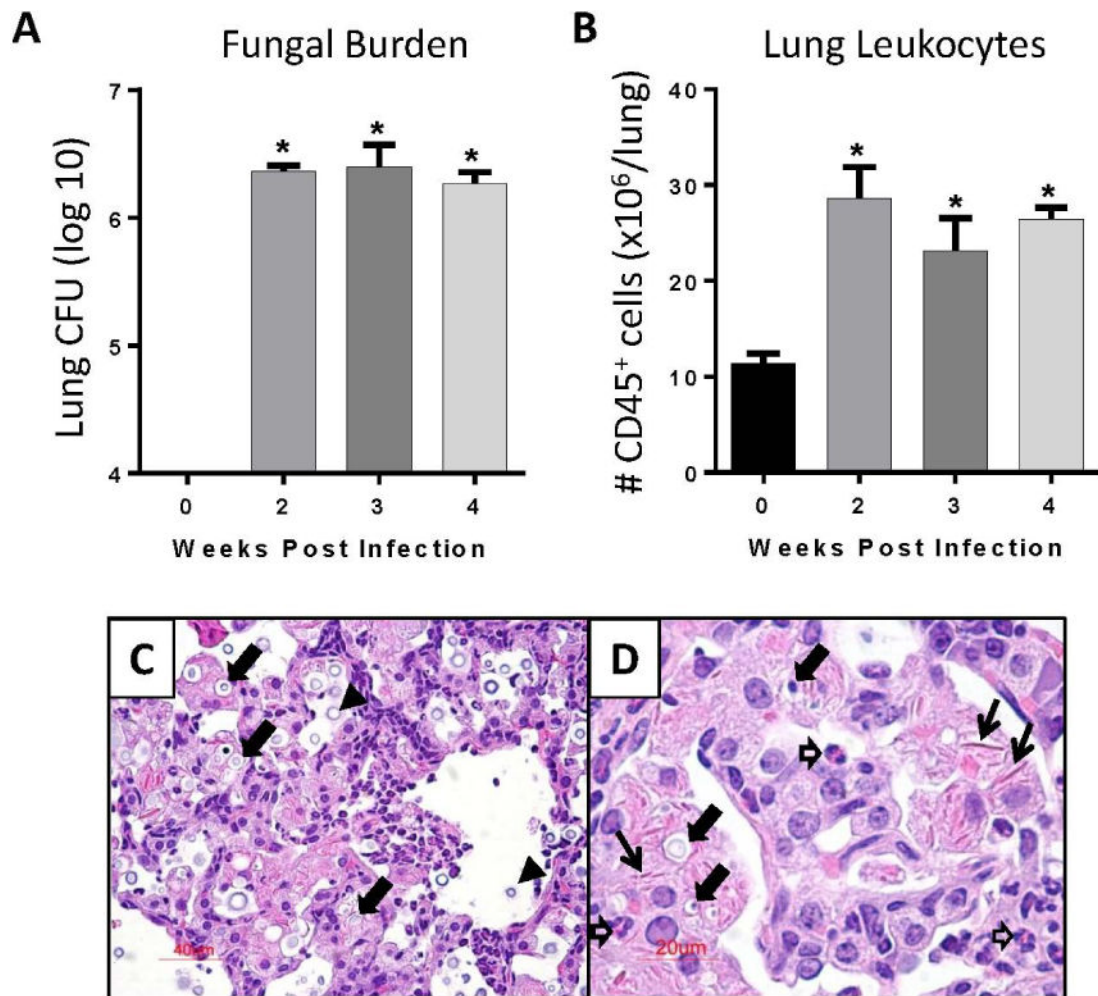 A
Fungal Burden
Lung CFU (log 10)
7
6
5
4
*
*
*
0 2 3 4
Weeks Post Infection
B
Lung Leukocytes
# CD45⁺ cells (x10⁶/lung)
40
30
20
10
0
*
*
*
0 2 3 4
Weeks Post Infection
C
40um
D
20um